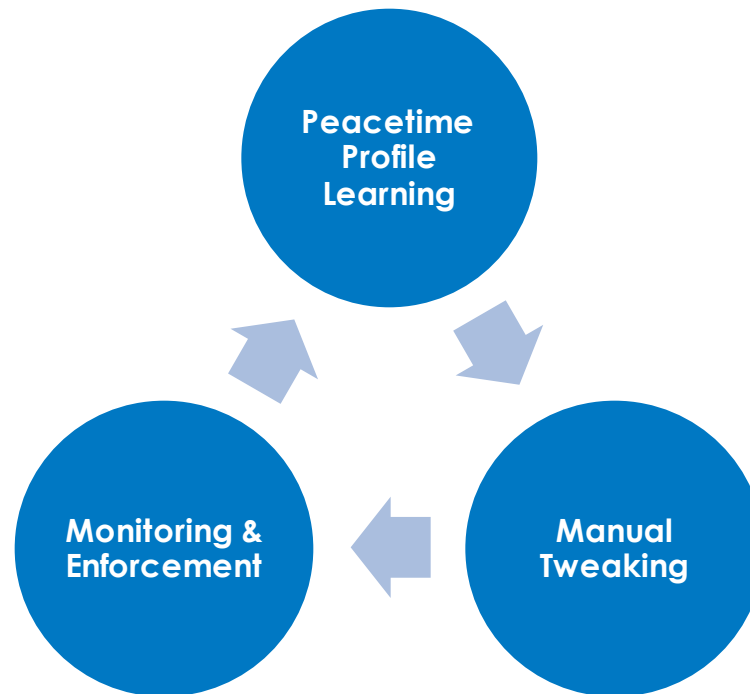 Peacetime
Profile
Learning
Monitoring &
Enforcement
Manual
Tweaking